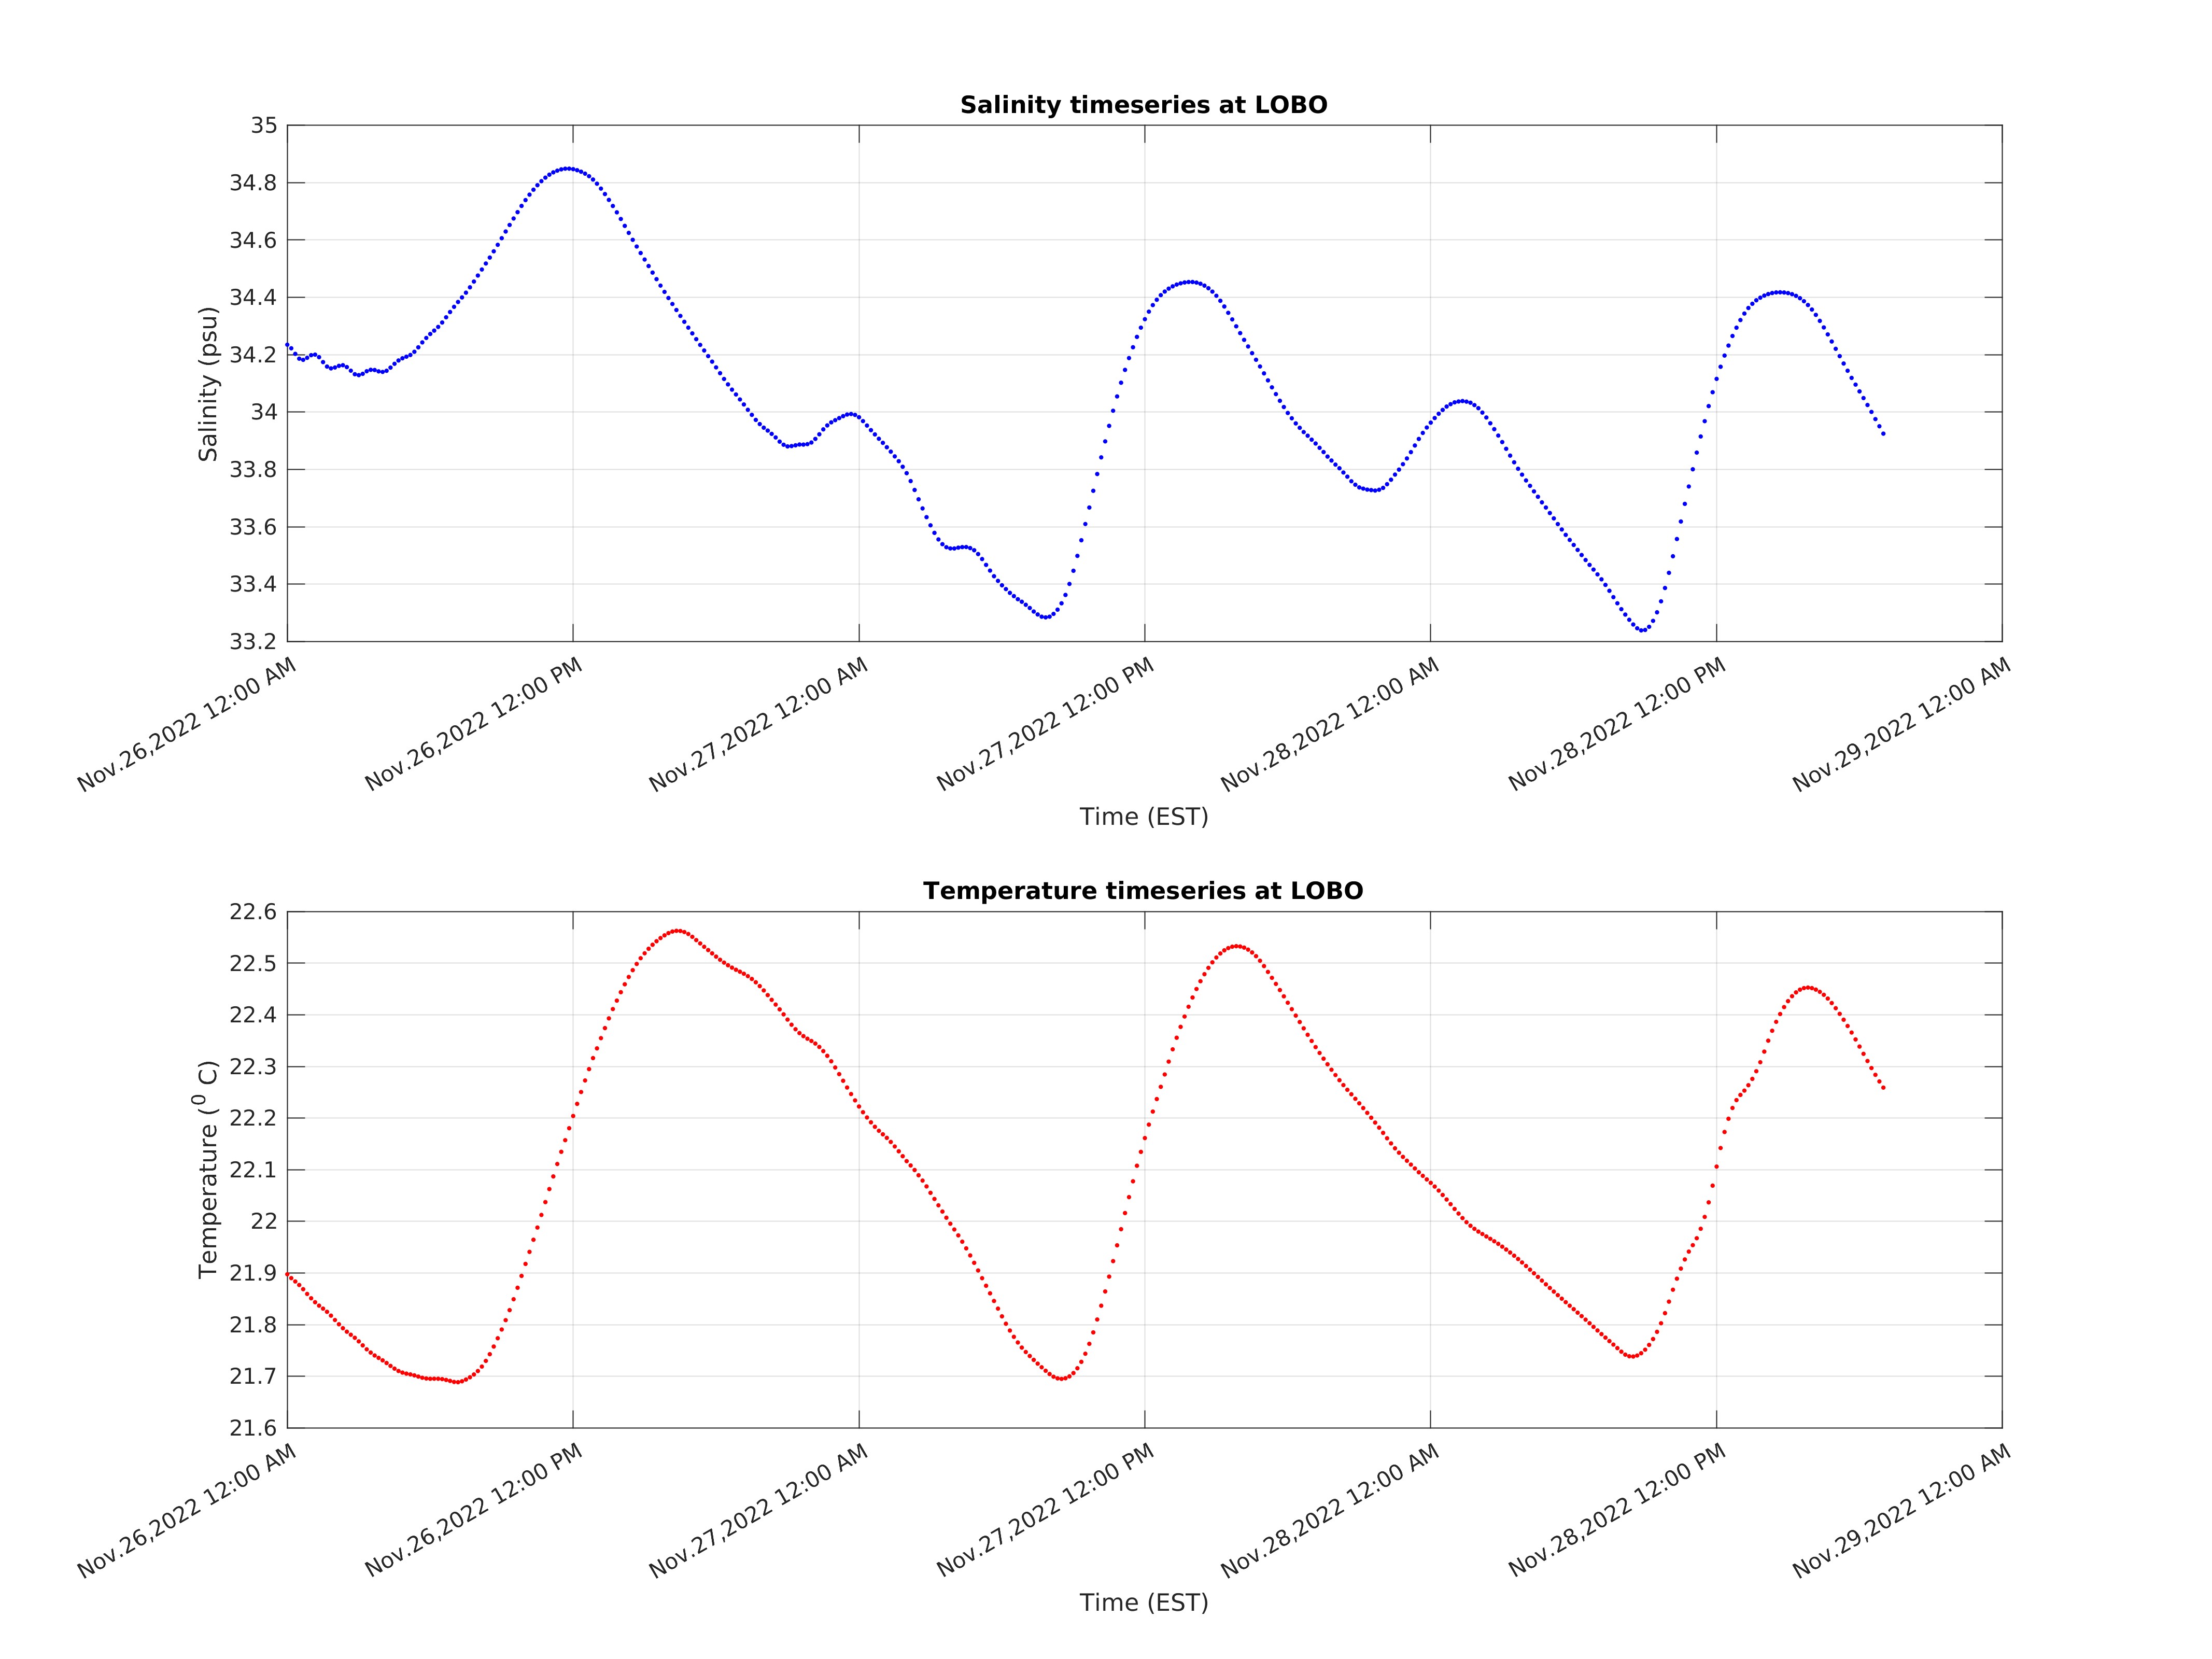 Salinity timeseries at LOBO
35
34.8
34.6
34.4
34.2
34
33.8
33.6
33.4
33.2
Salinity (psu)
Nov.26,2022 12:00 AM
Nov.26,2022 12:00 PM
Nov.27,2022 12:00 AM
Nov.27,2022 12:00 PM
Nov.28,2022 12:00 AM
Nov.28,2022 12:00 PM
Nov.29,2022 12:00 AM
Time (EST)
Temperature timeseries at LOBO
22.6
22.5
22.4
22.3
22.2
22.1
22
21.9
21.8
21.7
21.6
Temperature (⁰ C)
Nov.26,2022 12:00 AM
Nov.26,2022 12:00 PM
Nov.27,2022 12:00 AM
Nov.27,2022 12:00 PM
Nov.28,2022 12:00 AM
Nov.28,2022 12:00 PM
Nov.29,2022 12:00 AM
Time (EST)